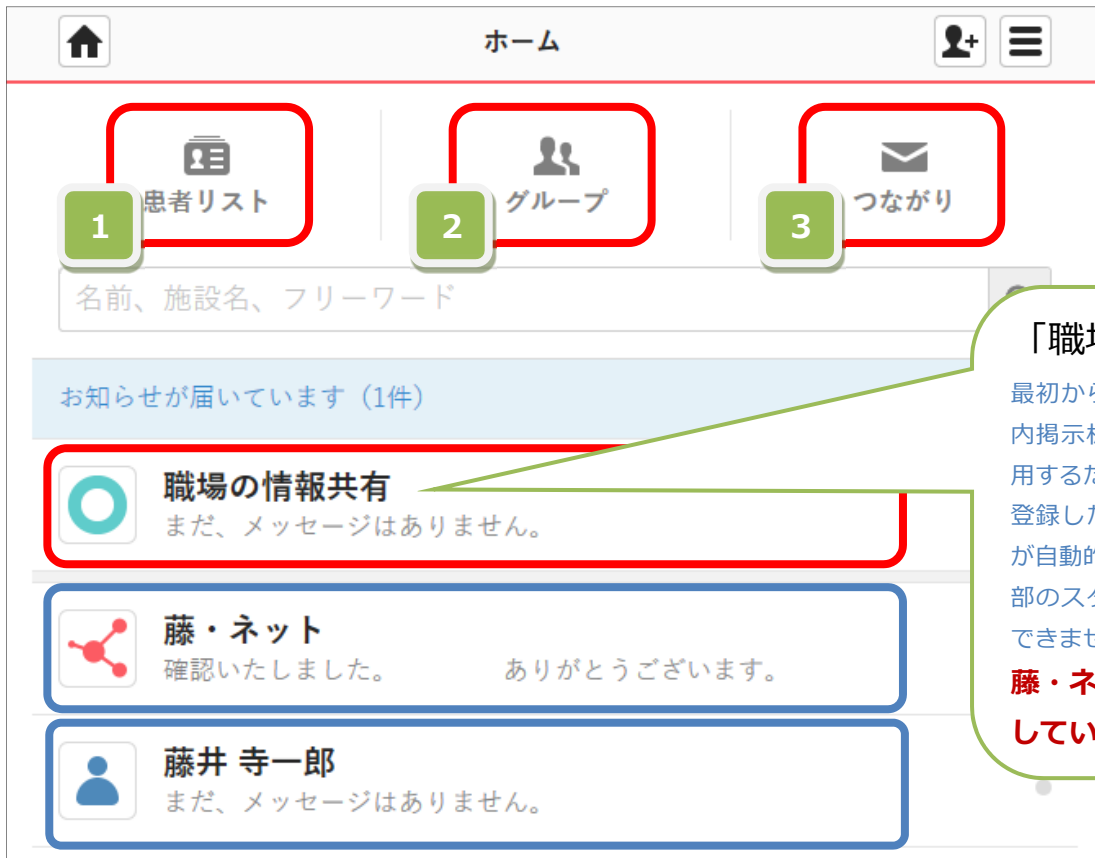 ホーム
患者リスト
グループ
つながり
1
2
3
名前、施設名、フリーワード
お知らせが届いています（1件）
職場の情報共有
まだ、メッセージはありません。
藤・ネット
確認いたしました。 ありがとうございます。
藤井 寺一郎
まだ、メッセージはありません。
「職
最初から
内掲示
用する
登録し
が自動的
部のス
できませ
藤・ネ
してい